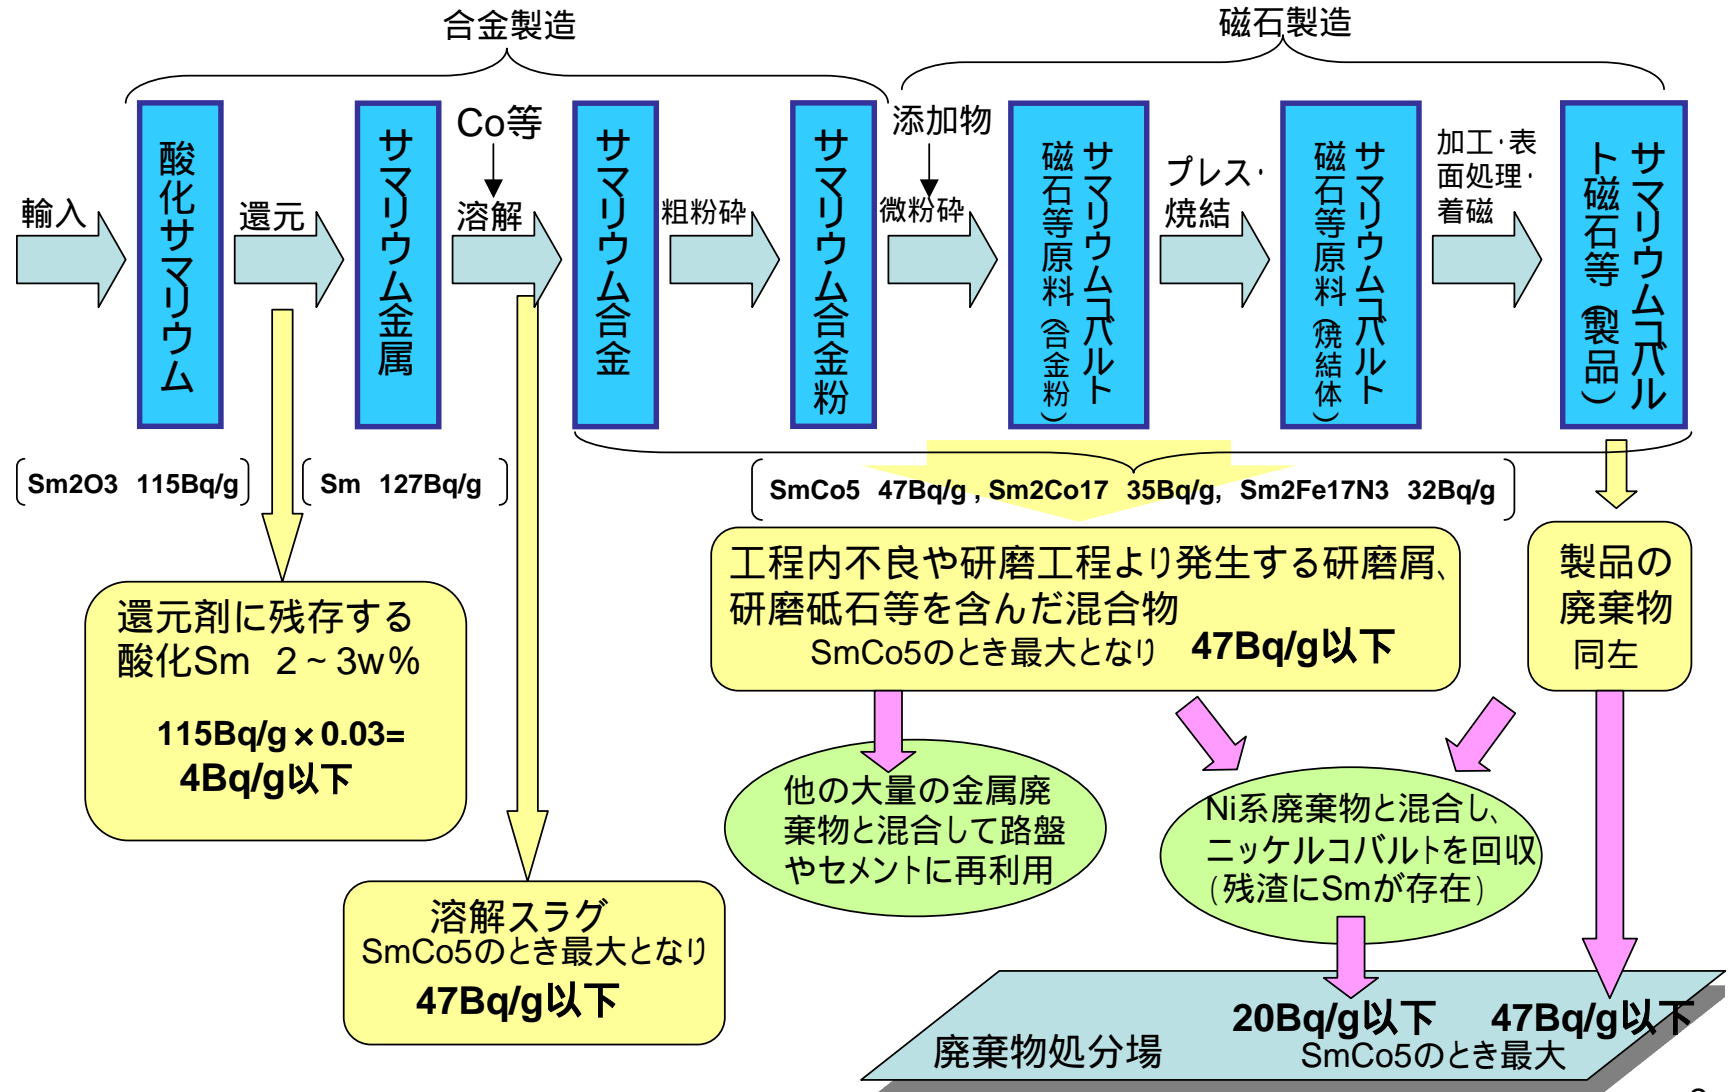 合金製造
磁石製造
輸入
酸化サマリウム
還元
サマリウム金属
Co等
溶解
サマリウム合金
粗粉砕
サマリウム合金粉
添加物
微粉砕
サマリウムコバルト
磁石等原料（合金粉）
プレス・
焼結
サマリウムコバルト
磁石等原料（焼結体）
加工・表
面処理・
着磁
サマリウムコバル
ト磁石等（製品）
Sm2O3 115Bq/g
Sm 127Bq/g
SmCo5 47Bq/g , Sm2Co17 35Bq/g, Sm2Fe17N3 32Bq/g
還元剤に残存する
酸化Sm 2～3w%
115Bq/g×0.03=
4Bq/g以下
溶解スラグ
SmCo5のとき最大となり
47Bq/g以下
工程内不良や研磨工程より発生する研磨屑、
研磨砥石等を含んだ混合物
SmCo5のとき最大となり 47Bq/g以下
製品の
廃棄物
同左
他の大量の金属廃
棄物と混合して路盤
やセメントに再利用
Ni系廃棄物と混合し、
ニッケルコバルトを回収
(残渣にSmが存在)
20Bq/g以下 47Bq/g以下
廃棄物処分場
SmCo5のとき最大